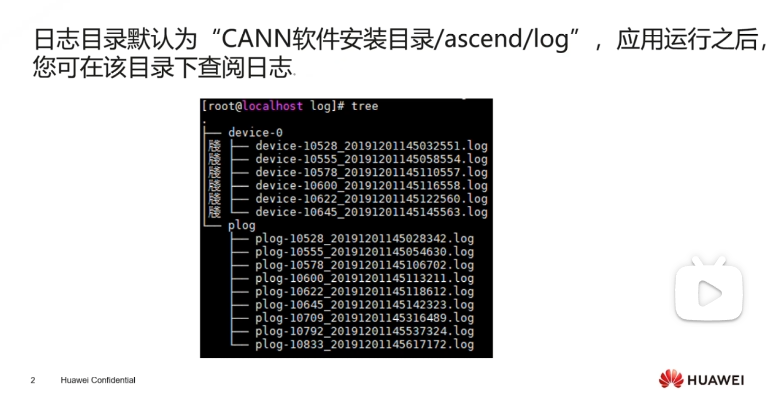 日志目录默认为“CANN软件安装目录/ascend/log”，应用运行之后，
您可在该目录下查阅日志.
[root@localhost log]# tree
.
├── device-0
│   ├── device-10528_20191201145032551.log
│   ├── device-10555_20191201145058554.log
│   ├── device-10578_20191201145110557.log
│   ├── device-10600_20191201145116558.log
│   ├── device-10622_20191201145122560.log
│   └── device-10645_20191201145145563.log
└── plog
    ├── plog-10528_20191201145028342.log
    ├── plog-10555_20191201145054630.log
    ├── plog-10578_20191201145106702.log
    ├── plog-10600_20191201145113211.log
    ├── plog-10622_20191201145118612.log
    ├── plog-10645_20191201145142323.log
    ├── plog-10709_20191201145316489.log
    ├── plog-10792_20191201145537324.log
    └── plog-10833_20191201145617172.log
2 Huawei Confidential
HUAWEI